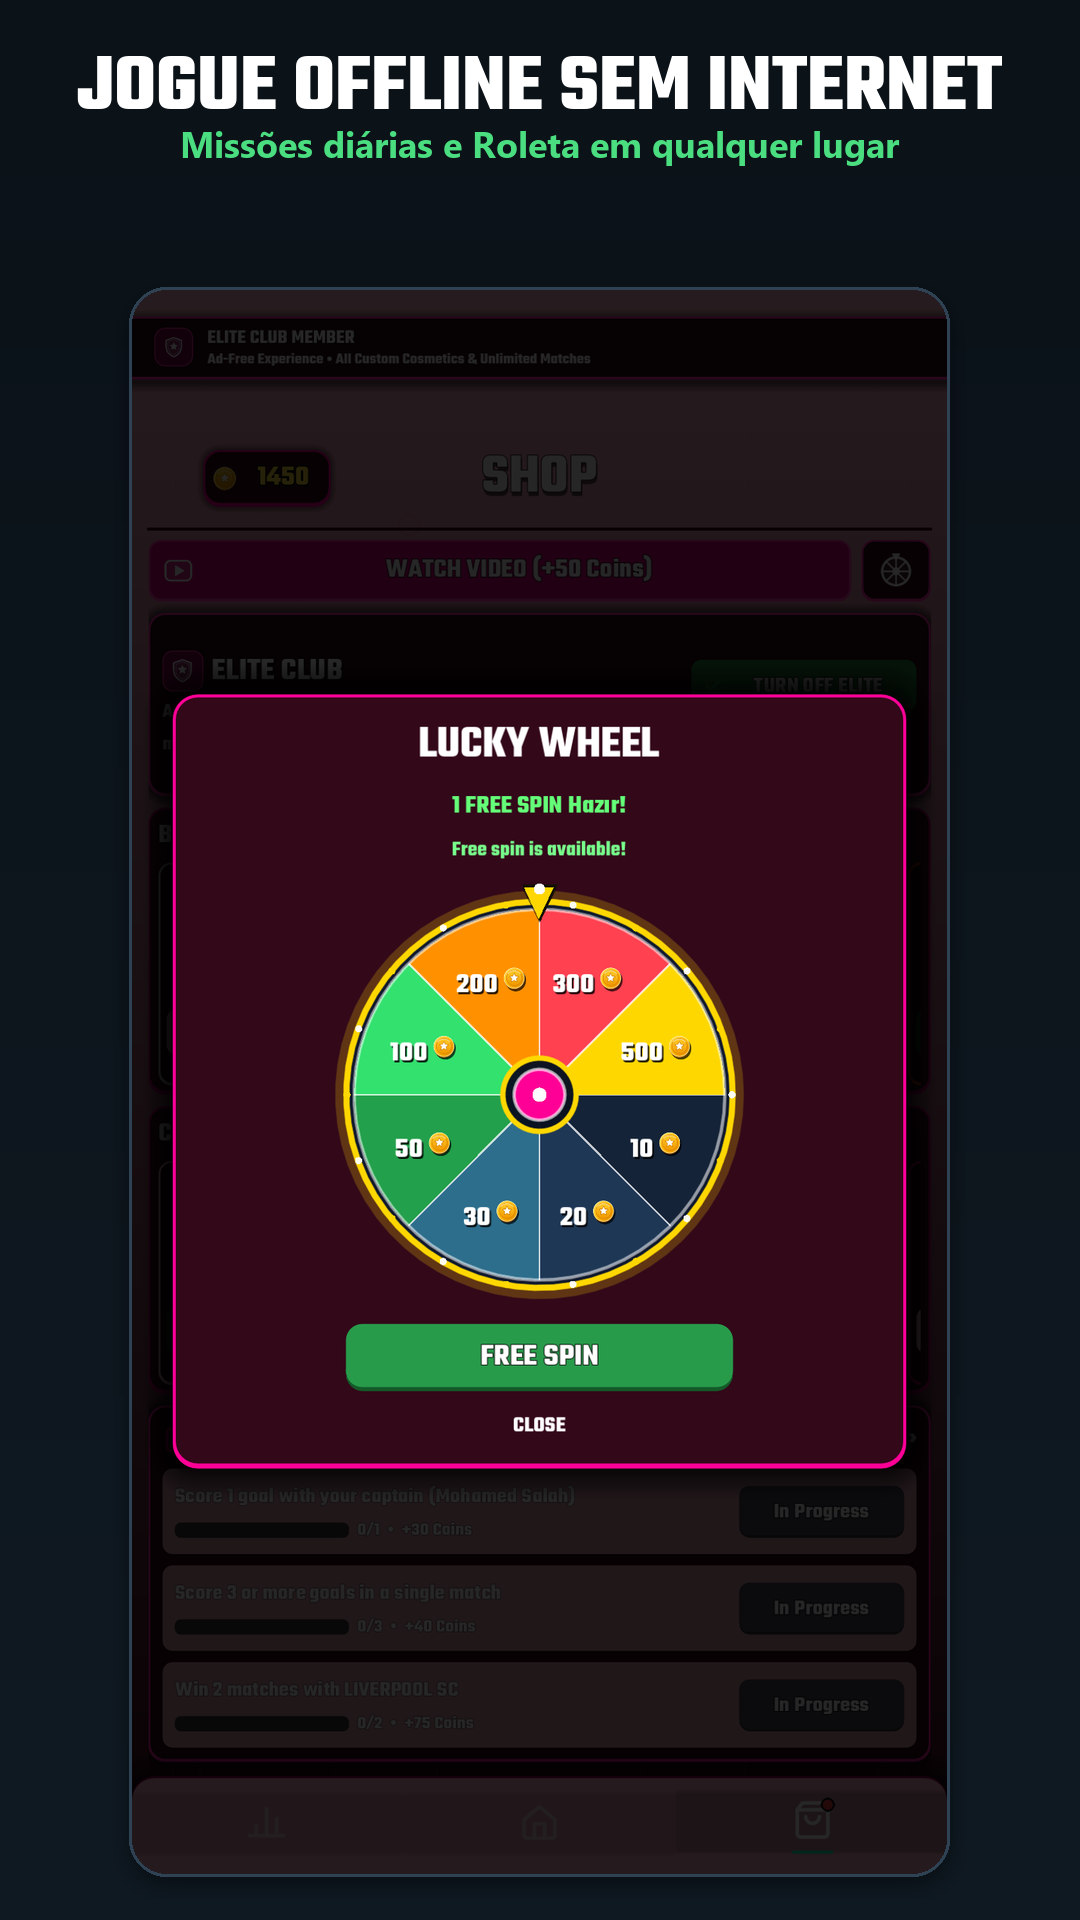 JOGUE OFFLINE SEM INTERNET
Missões diárias e Roleta em qualquer lugar
ELITE CLUB MEMBER
Ad-Free Experience • All Custom Cosmetics & Unlimited Matches
1450
SHOP
WATCH VIDEO (+50 Coins)
ELITE CLUB
TURN OFF ELITE
LUCKY WHEEL
1 FREE SPIN Hazır!
Free spin is available!
200
300
100
500
50
10
30
20
FREE SPIN
CLOSE
Score 1 goal with your captain (Mohamed Salah)
0/1 • +30 Coins
In Progress
Score 3 or more goals in a single match
0/3 • +40 Coins
In Progress
Win 2 matches with LIVERPOOL SC
0/2 • +75 Coins
In Progress